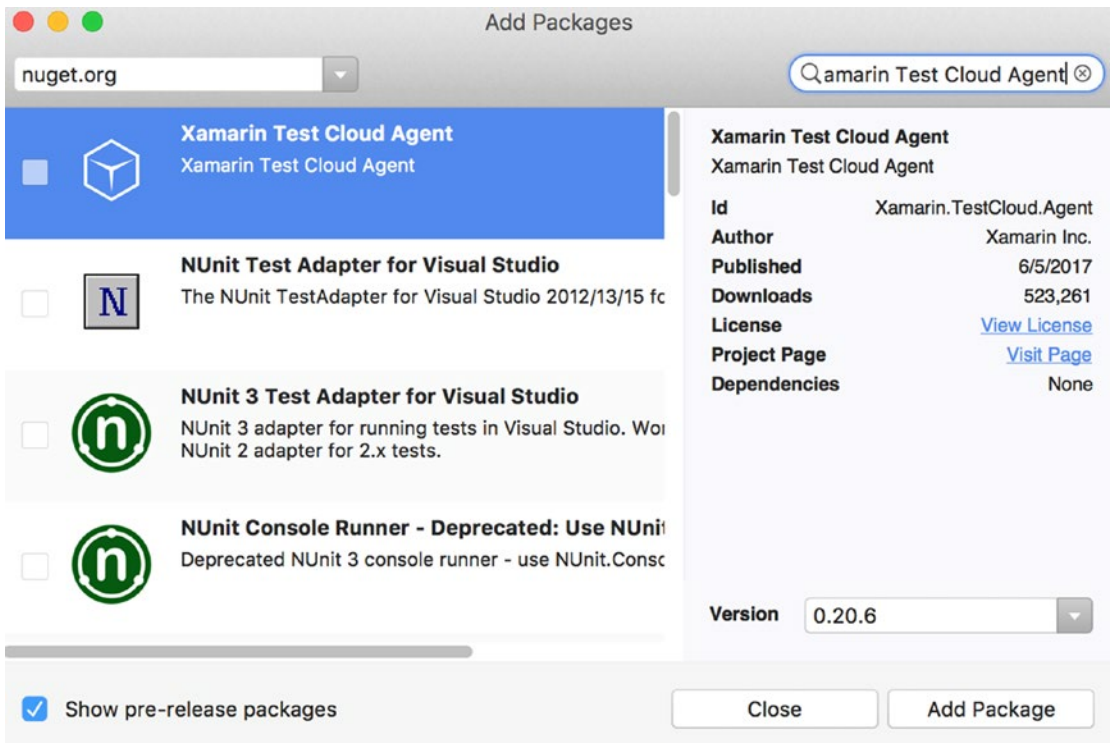 Add Packages
nuget.org
amarin Test Cloud Agent
Xamarin Test Cloud Agent
Xamarin Test Cloud Agent
N
NUnit Test Adapter for Visual Studio
The NUnit TestAdapter for Visual Studio 2012/13/15 fo
n
NUnit 3 Test Adapter for Visual Studio
NUnit 3 adapter for running tests in Visual Studio. Wor
NUnit 2 adapter for 2.x tests.
n
NUnit Console Runner - Deprecated: Use NUnit
Deprecated NUnit 3 console runner - use NUnit.Consc
Xamarin Test Cloud Agent
Xamarin Test Cloud Agent
Id Xamarin.TestCloud.Agent
Author Xamarin Inc.
Published 6/5/2017
Downloads 523,261
License View License
Project Page Visit Page
Dependencies None
Version 0.20.6
Show pre-release packages
Close
Add Package